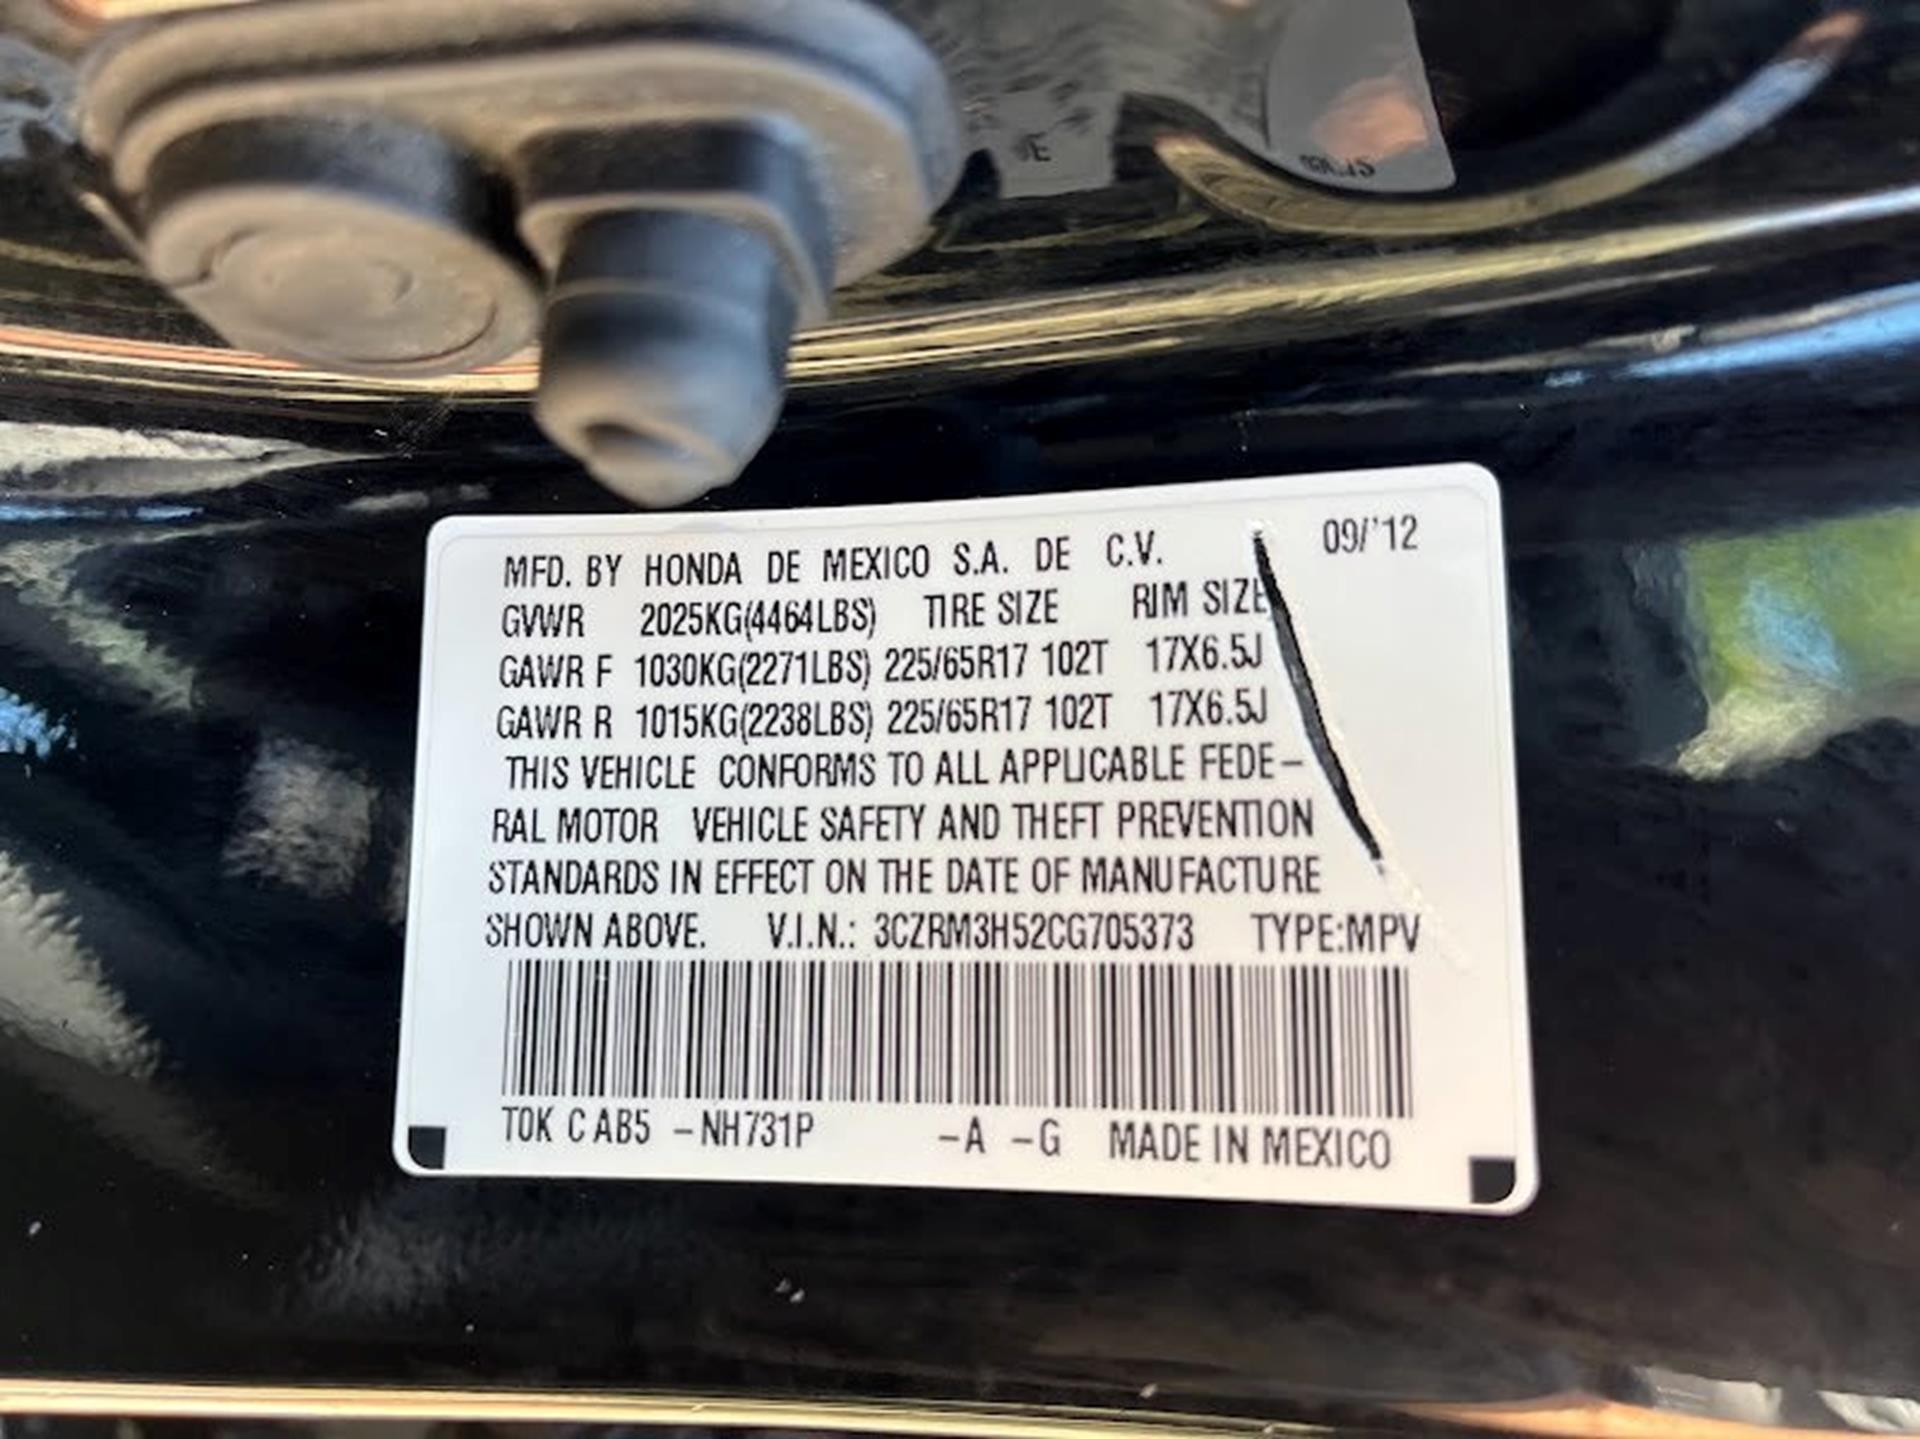 MFD. BY HONDA DE MEXICO S.A. DE C.V. 09/'12
GVWR 2025KG(4464LBS) TIRE SIZE RIM SIZE
GAWR F 1030KG(2271LBS) 225/65R17 102T 17X6.5J
GAWR R 1015KG(2238LBS) 225/65R17 102T 17X6.5J
THIS VEHICLE CONFORMS TO ALL APPLICABLE FEDE-
RAL MOTOR VEHICLE SAFETY AND THEFT PREVENTION
STANDARDS IN EFFECT ON THE DATE OF MANUFACTURE
SHOWN ABOVE. V.I.N.: 3CZRM3H52CG705373 TYPE:MPV
T0K C AB5 -NH731P -A -G MADE IN MEXICO